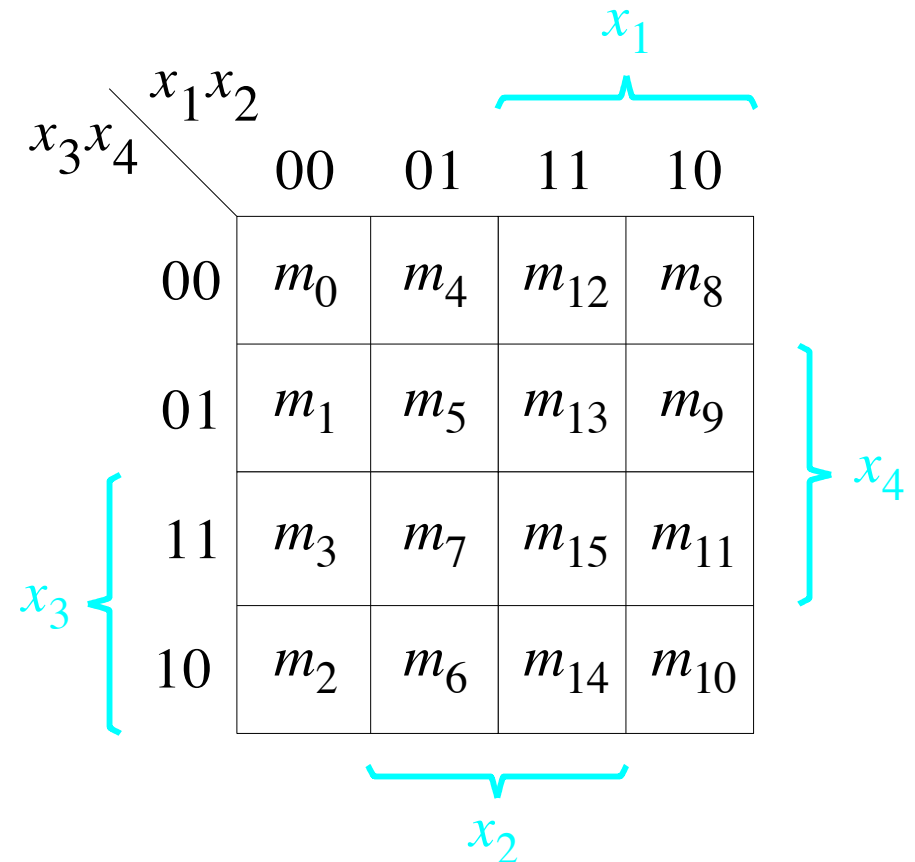 x₁
x₁x₂
x₃x₄
00 01 11 10
00 m₀ m₄ m₁₂ m₈
01 m₁ m₅ m₁₃ m₉
x₄
11 m₃ m₇ m₁₅ m₁₁
x₃
10 m₂ m₆ m₁₄ m₁₀
x₂